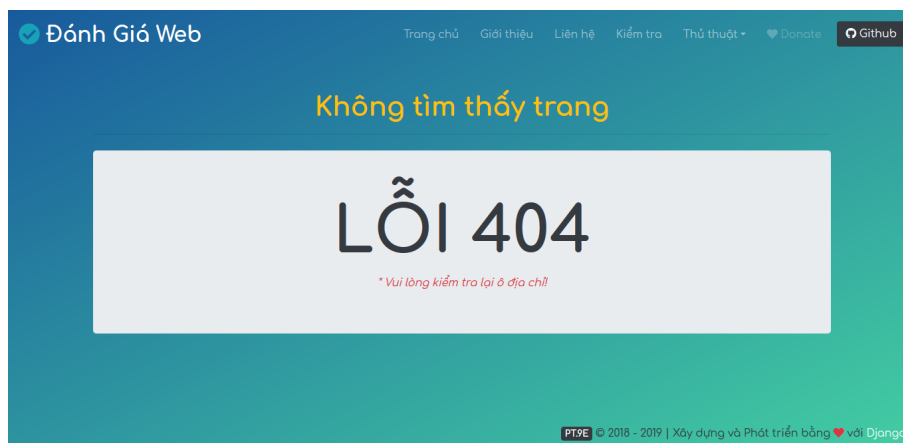 Đánh Giá Web
Trang chủ Giới thiệu Liên hệ Kiểm tra Thủ thuật Donate Github
Không tìm thấy trang
LỖI 404
* Vui lòng kiểm tra lại ô địa chỉ!
PT.9E © 2018 - 2019 | Xây dựng và Phát triển bằng ❤ với Django